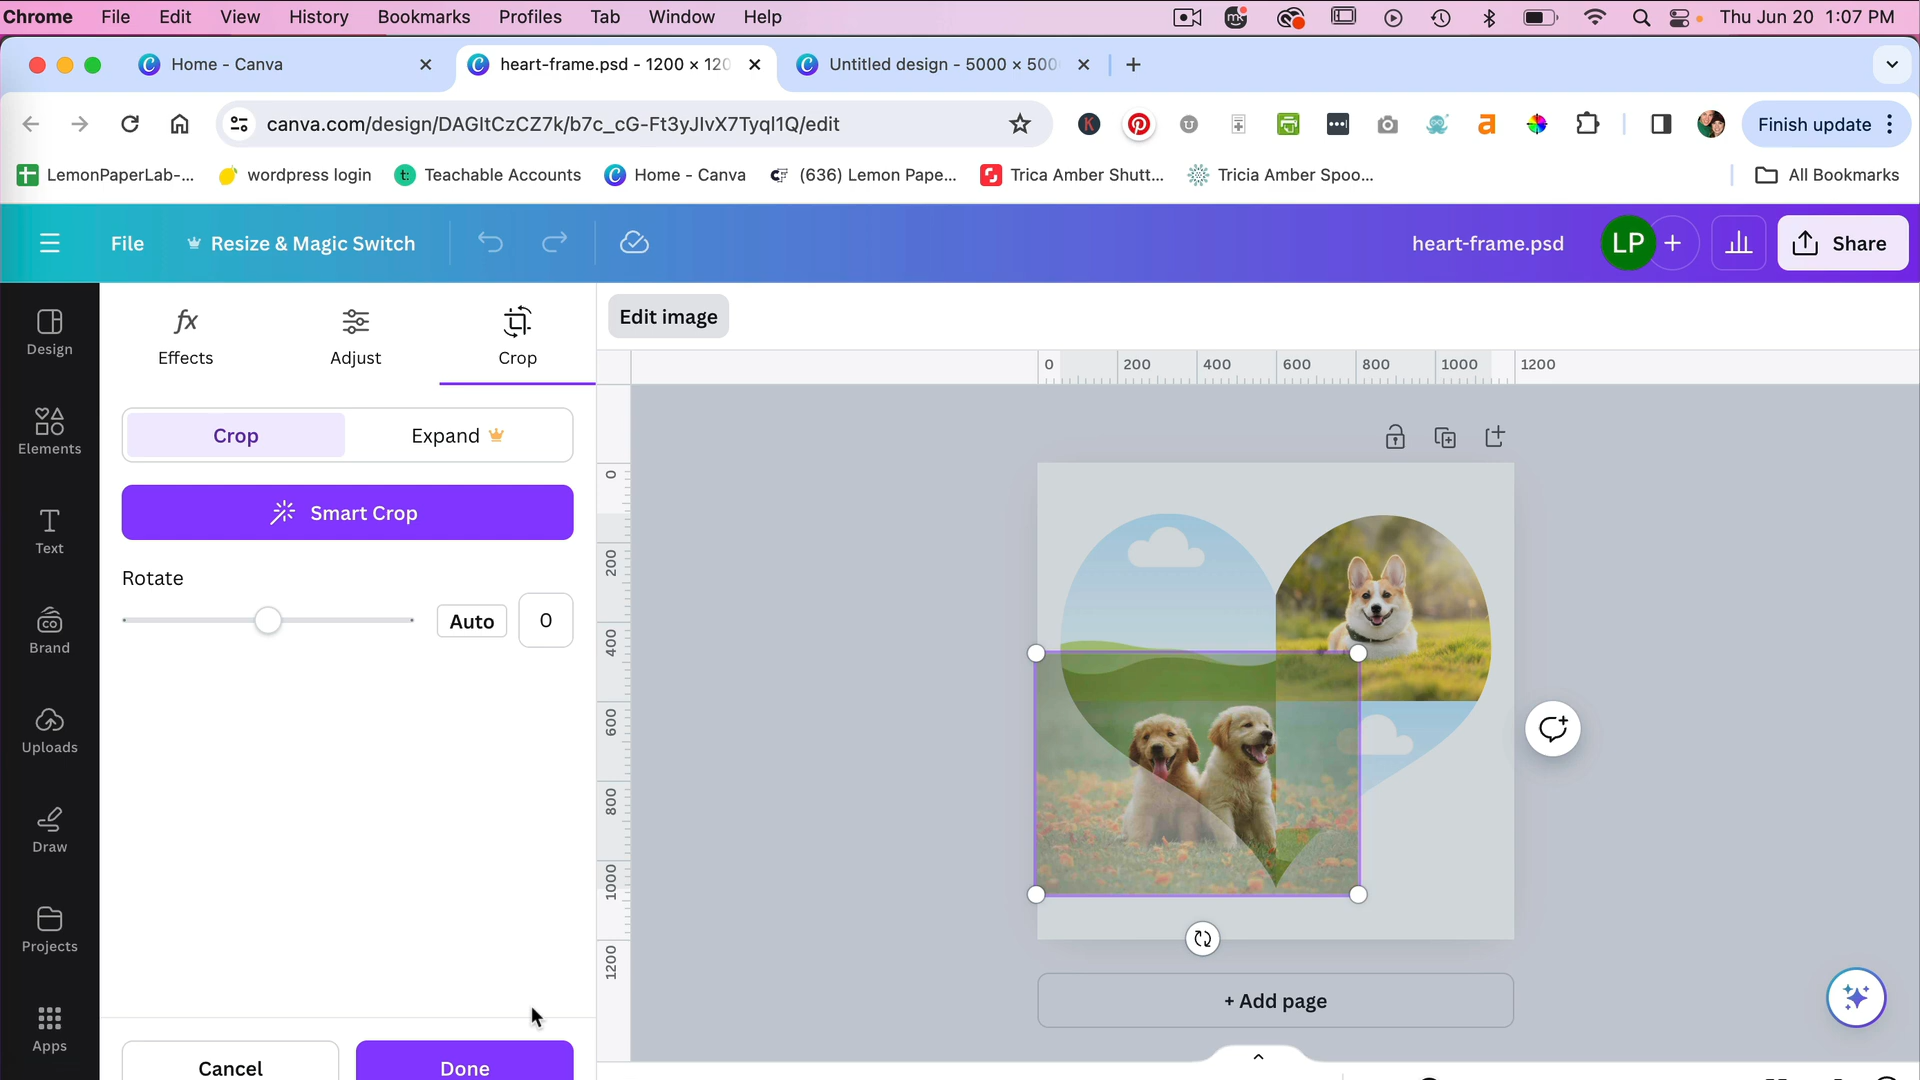 Chrome File Edit View History Bookmarks Profiles Tab Window Help Thu Jun 20 1:07 PM
Home - Canva heart-frame.psd - 1200 × 120 Untitled design - 5000 × 500
canva.com/design/DAGItCzCZ7k/b7c_cG-Ft3yJIvX7Tyql1Q/edit Finish update
LemonPaperLab-... wordpress login Teachable Accounts Home - Canva (636) Lemon Pape... Trica Amber Shutt... Tricia Amber Spoo... All Bookmarks
File Resize & Magic Switch heart-frame.psd LP Share
Design
Elements
Text
Brand
Uploads
Draw
Projects
Apps
Effects Adjust Crop
Crop Expand
Smart Crop
Rotate
Auto 0
Cancel Done
Edit image
0 200 400 600 800 1000 1200
0
200
400
600
800
1000
1200
+ Add page